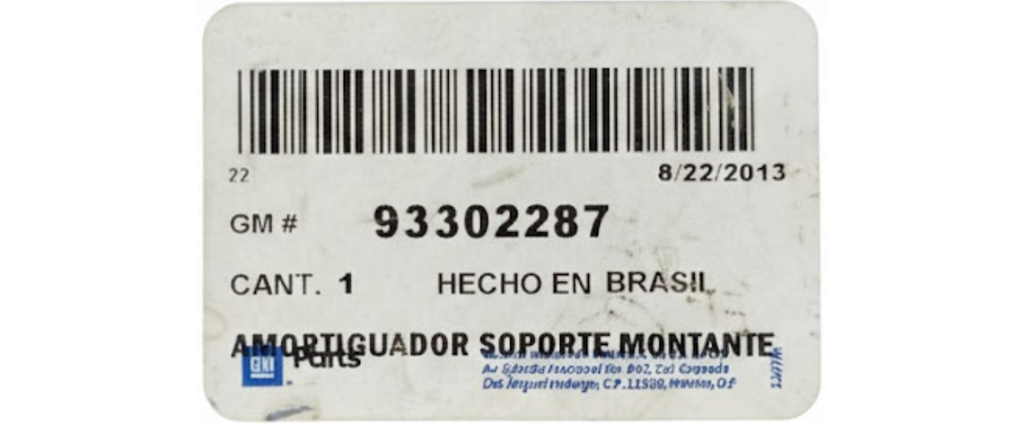 22
8/22/2013
GM # 93302287
CANT. 1 HECHO EN BRASIL
AMORTIGUADOR SOPORTE MONTANTE
GM Parts